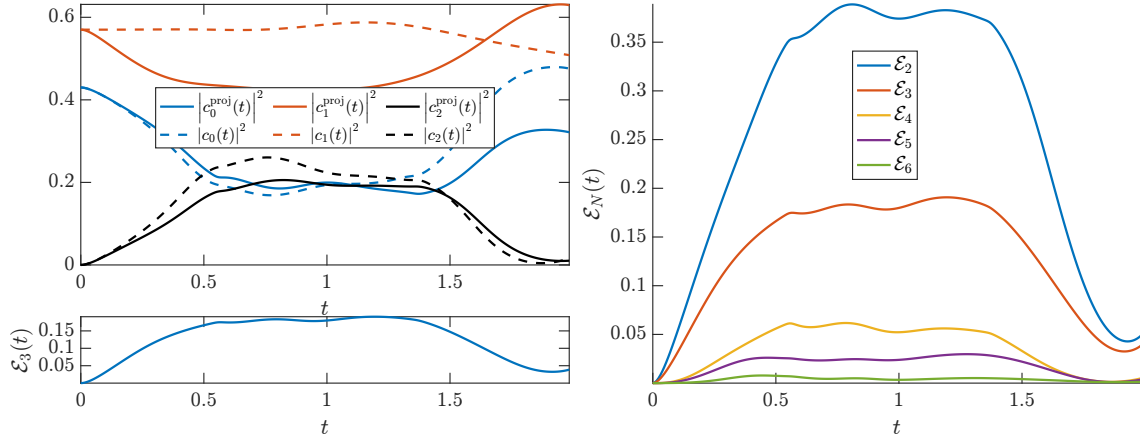 0.6
0.4
0.2
0
|c_0^proj(t)|^2
|c_1^proj(t)|^2
|c_2^proj(t)|^2
|c_0(t)|^2
|c_1(t)|^2
|c_2(t)|^2
0 0.5 1 1.5
t
ℰ_3(t)
0.15
0.05
0 0.5 1 1.5
t
ℰ_N(t)
0.35
0.3
0.25
0.2
0.15
0.1
0.05
ℰ_2
ℰ_3
ℰ_4
ℰ_5
ℰ_6
0 0.5 1 1.5
t